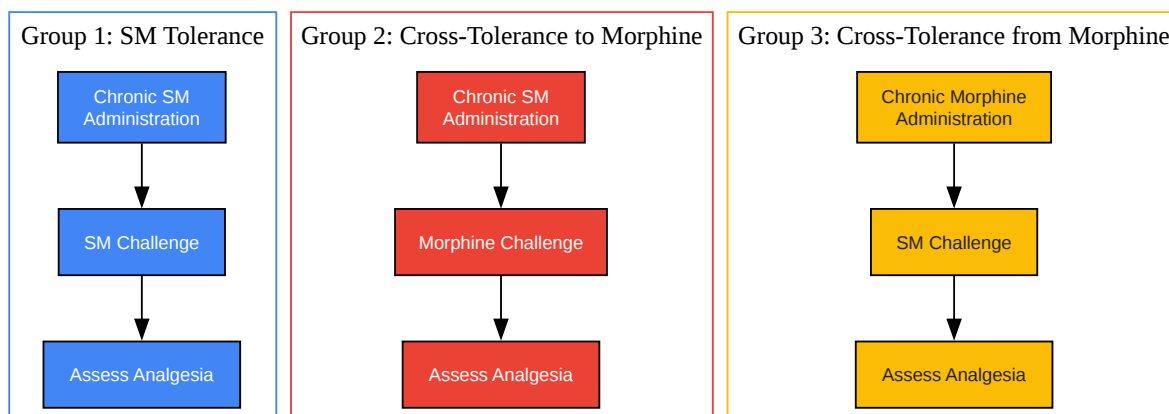 Group 1: SM Tolerance
Chronic SM
Administration
SM Challenge
Assess Analgesia
Group 2: Cross-Tolerance to Morphine
Chronic SM
Administration
Morphine Challenge
Assess Analgesia
Group 3: Cross-Tolerance from Morphine
Chronic Morphine
Administration
SM Challenge
Assess Analgesia